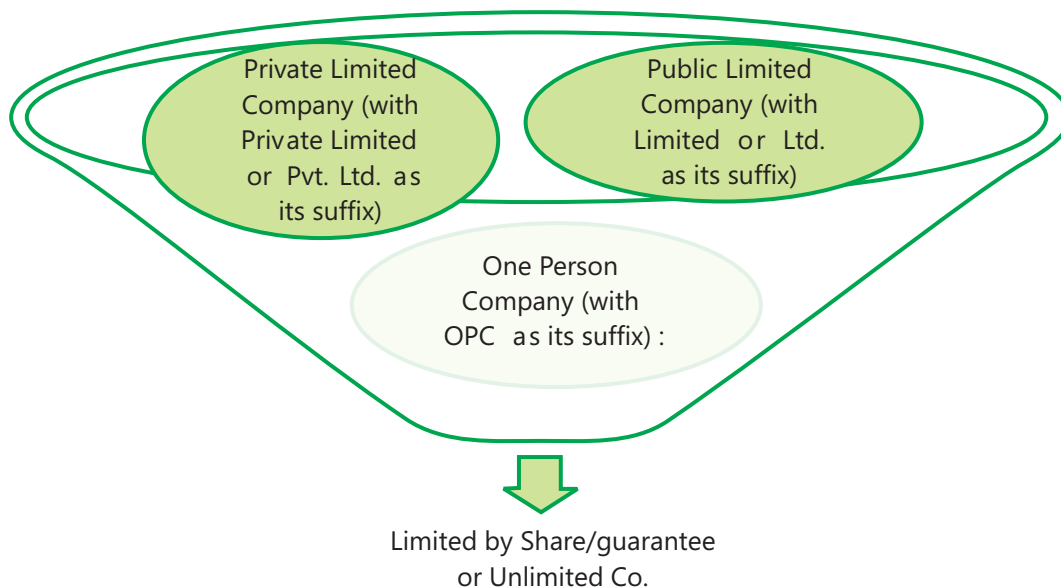 Private Limited
Company (with
Private Limited
or Pvt. Ltd. as
its suffix)
Public Limited
Company (with
Limited or Ltd.
as its suffix)
One Person
Company (with
OPC as its suffix) :
Limited by Share/guarantee
or Unlimited Co.